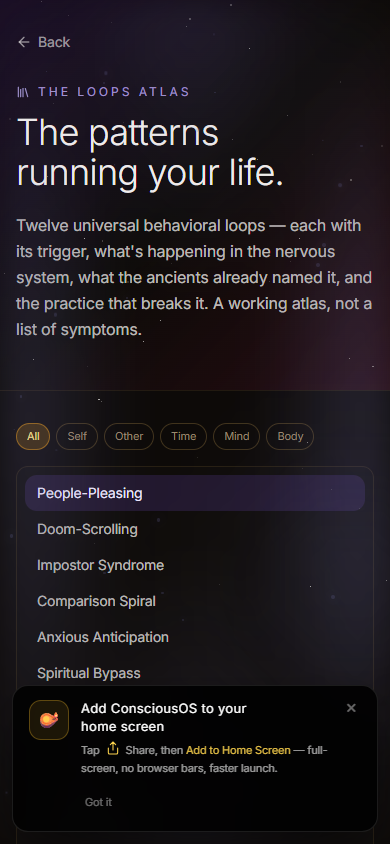 Back
THE LOOPS ATLAS
The patterns
running your life.
Twelve universal behavioral loops — each with
its trigger, what's happening in the nervous
system, what the ancients already named it, and
the practice that breaks it. A working atlas, not a
list of symptoms.
All Self Other Time Mind Body
People-Pleasing
Doom-Scrolling
Impostor Syndrome
Comparison Spiral
Anxious Anticipation
Spiritual Bypass
Add ConsciousOS to your
home screen
Tap Share, then Add to Home Screen — full-
screen, no browser bars, faster launch.
Got it